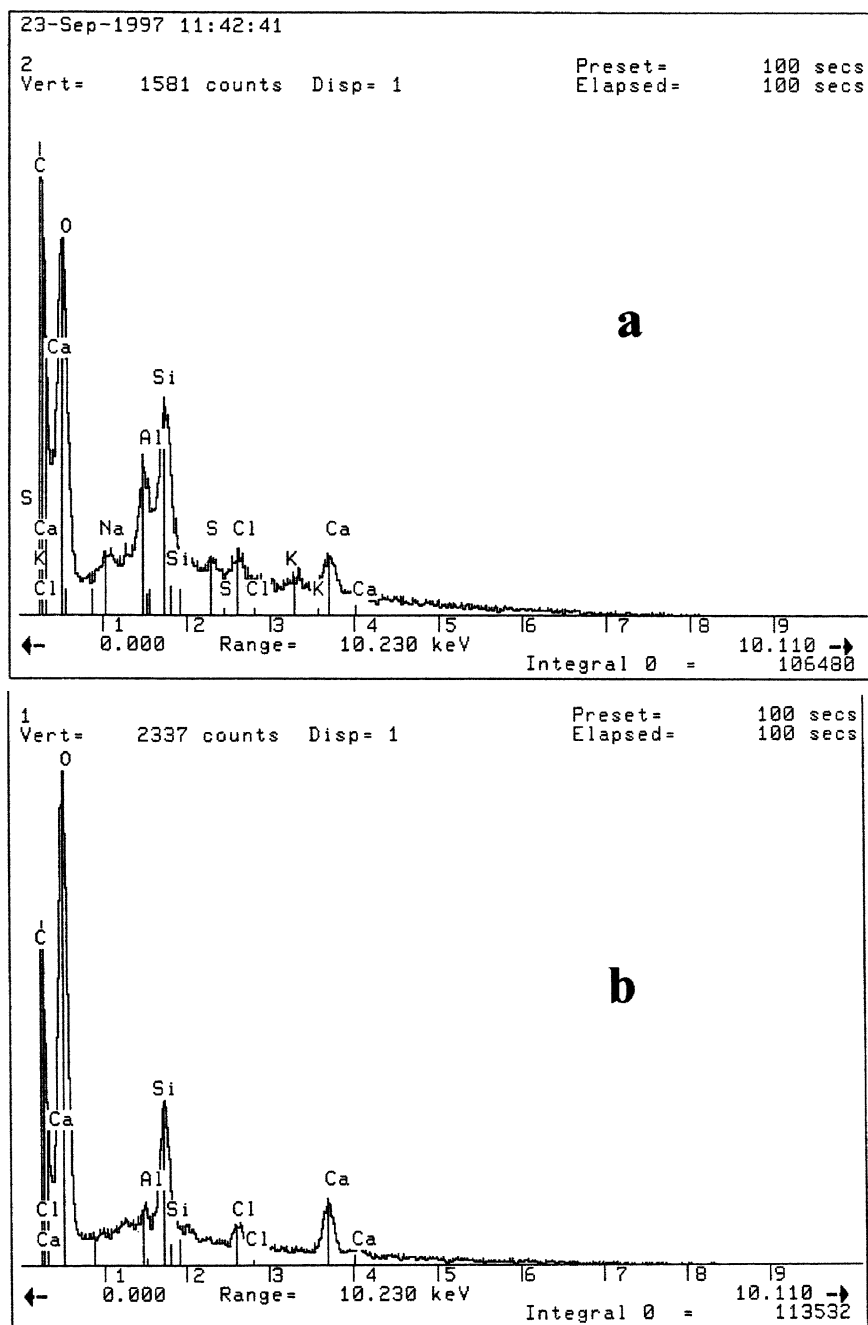 23-Sep-1997 11:42:41
2 Preset= 100 secs
Vert= 1581 counts Disp= 1 Elapsed= 100 secs
C
O
a
Ca
Si
Al
S
Ca Na S Cl Ca
K Si K
Cl S Cl K Ca
1 2 3 4 5 6 7 8 9
0.000 Range= 10.230 keV 10.110
Integral 0 = 106480
1 Preset= 100 secs
Vert= 2337 counts Disp= 1 Elapsed= 100 secs
O
C
b
Si
Ca
Al Ca
Cl Si Cl
Ca Cl Ca
1 2 3 4 5 6 7 8 9
0.000 Range= 10.230 keV 10.110
Integral 0 = 113532